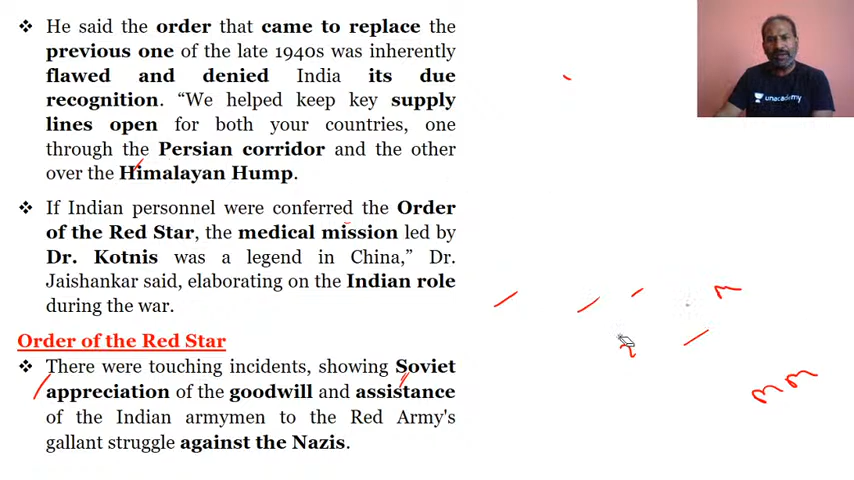 ❖ He said the order that came to replace the
previous one of the late 1940s was inherently
flawed and denied India its due
recognition. “We helped keep key supply
lines open for both your countries, one
through the Persian corridor and the other
over the Himalayan Hump.
❖ If Indian personnel were conferred the Order
of the Red Star, the medical mission led by
Dr. Kotnis was a legend in China,” Dr.
Jaishankar said, elaborating on the Indian role
during the war.
Order of the Red Star
❖ There were touching incidents, showing Soviet
appreciation of the goodwill and assistance
of the Indian armymen to the Red Army's
gallant struggle against the Nazis.
unacademy